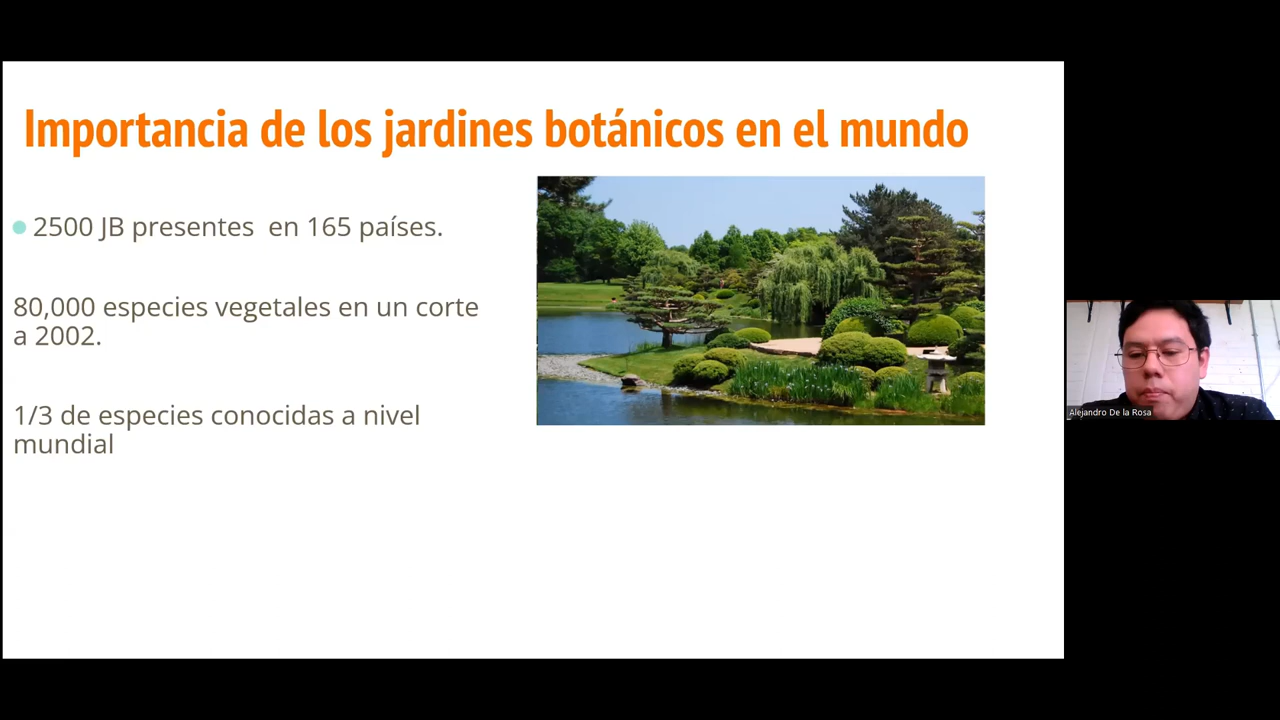 Importancia de los jardines botánicos en el mundo
2500 JB presentes  en 165 países.
80,000 especies vegetales en un corte
a 2002.
1/3 de especies conocidas a nivel
mundial
Alejandro De la Rosa